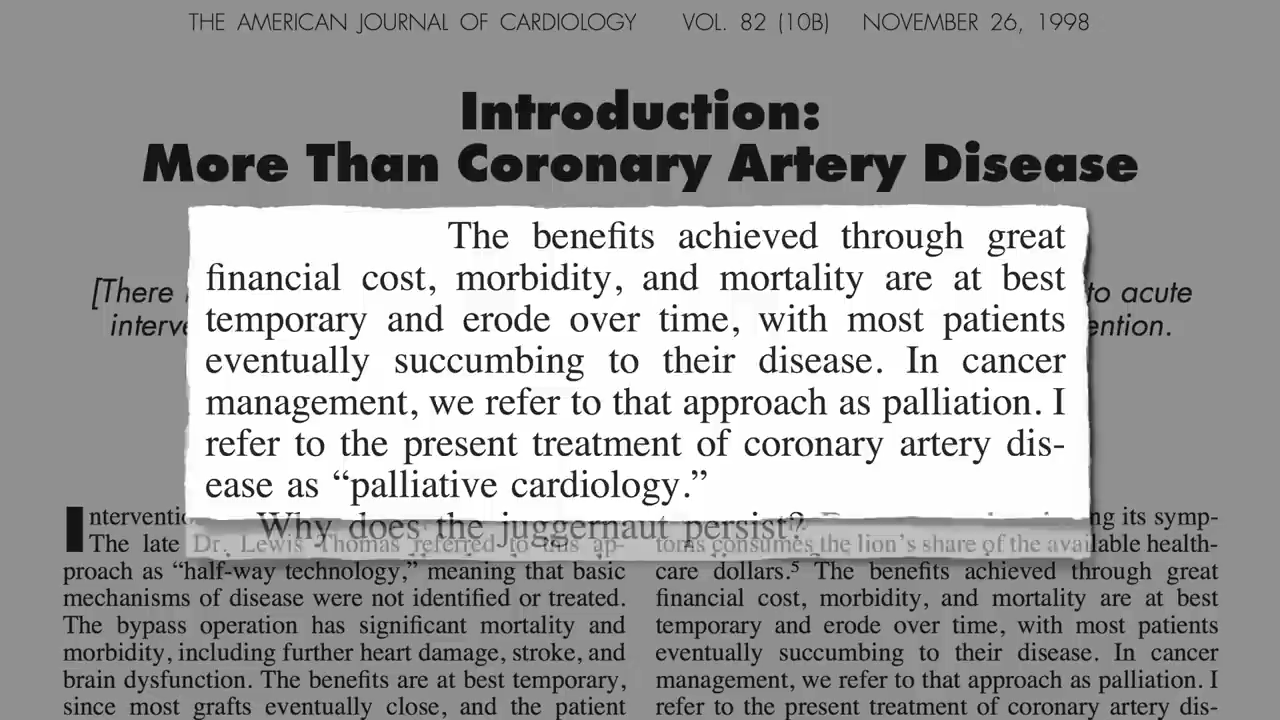 THE AMERICAN JOURNAL OF CARDIOLOGY VOL. 82 (10B) NOVEMBER 26, 1998
Introduction:
More Than Coronary Artery Disease
[There
to acute
interve
ention.
The benefits achieved through great
financial cost, morbidity, and mortality are at best
temporary and erode over time, with most patients
eventually succumbing to their disease. In cancer
management, we refer to that approach as palliation. I
refer to the present treatment of coronary artery dis-
ease as “palliative cardiology.”
Why does the juggernaut persist?
Interventio
The late Dr. Lewis Thomas referred to this ap-
proach as “half-way technology,” meaning that basic
mechanisms of disease were not identified or treated.
The bypass operation has significant mortality and
morbidity, including further heart damage, stroke, and
brain dysfunction. The benefits are at best temporary,
since most grafts eventually close, and the patient
ng its symp-
toms consumes the lion’s share of the available health-
care dollars.⁵ The benefits achieved through great
financial cost, morbidity, and mortality are at best
temporary and erode over time, with most patients
eventually succumbing to their disease. In cancer
management, we refer to that approach as palliation. I
refer to the present treatment of coronary artery dis-